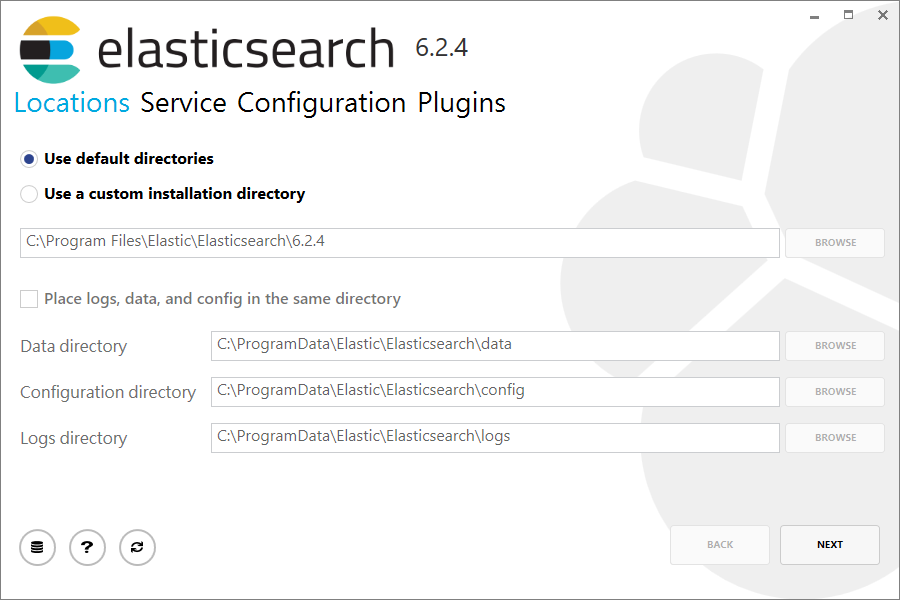 elasticsearch 6.2.4
Locations Service Configuration Plugins
Use default directories
Use a custom installation directory
C:\Program Files\Elastic\Elasticsearch\6.2.4 BROWSE
Place logs, data, and config in the same directory
Data directory C:\ProgramData\Elastic\Elasticsearch\data BROWSE
Configuration directory C:\ProgramData\Elastic\Elasticsearch\config BROWSE
Logs directory C:\ProgramData\Elastic\Elasticsearch\logs BROWSE
? BACK NEXT